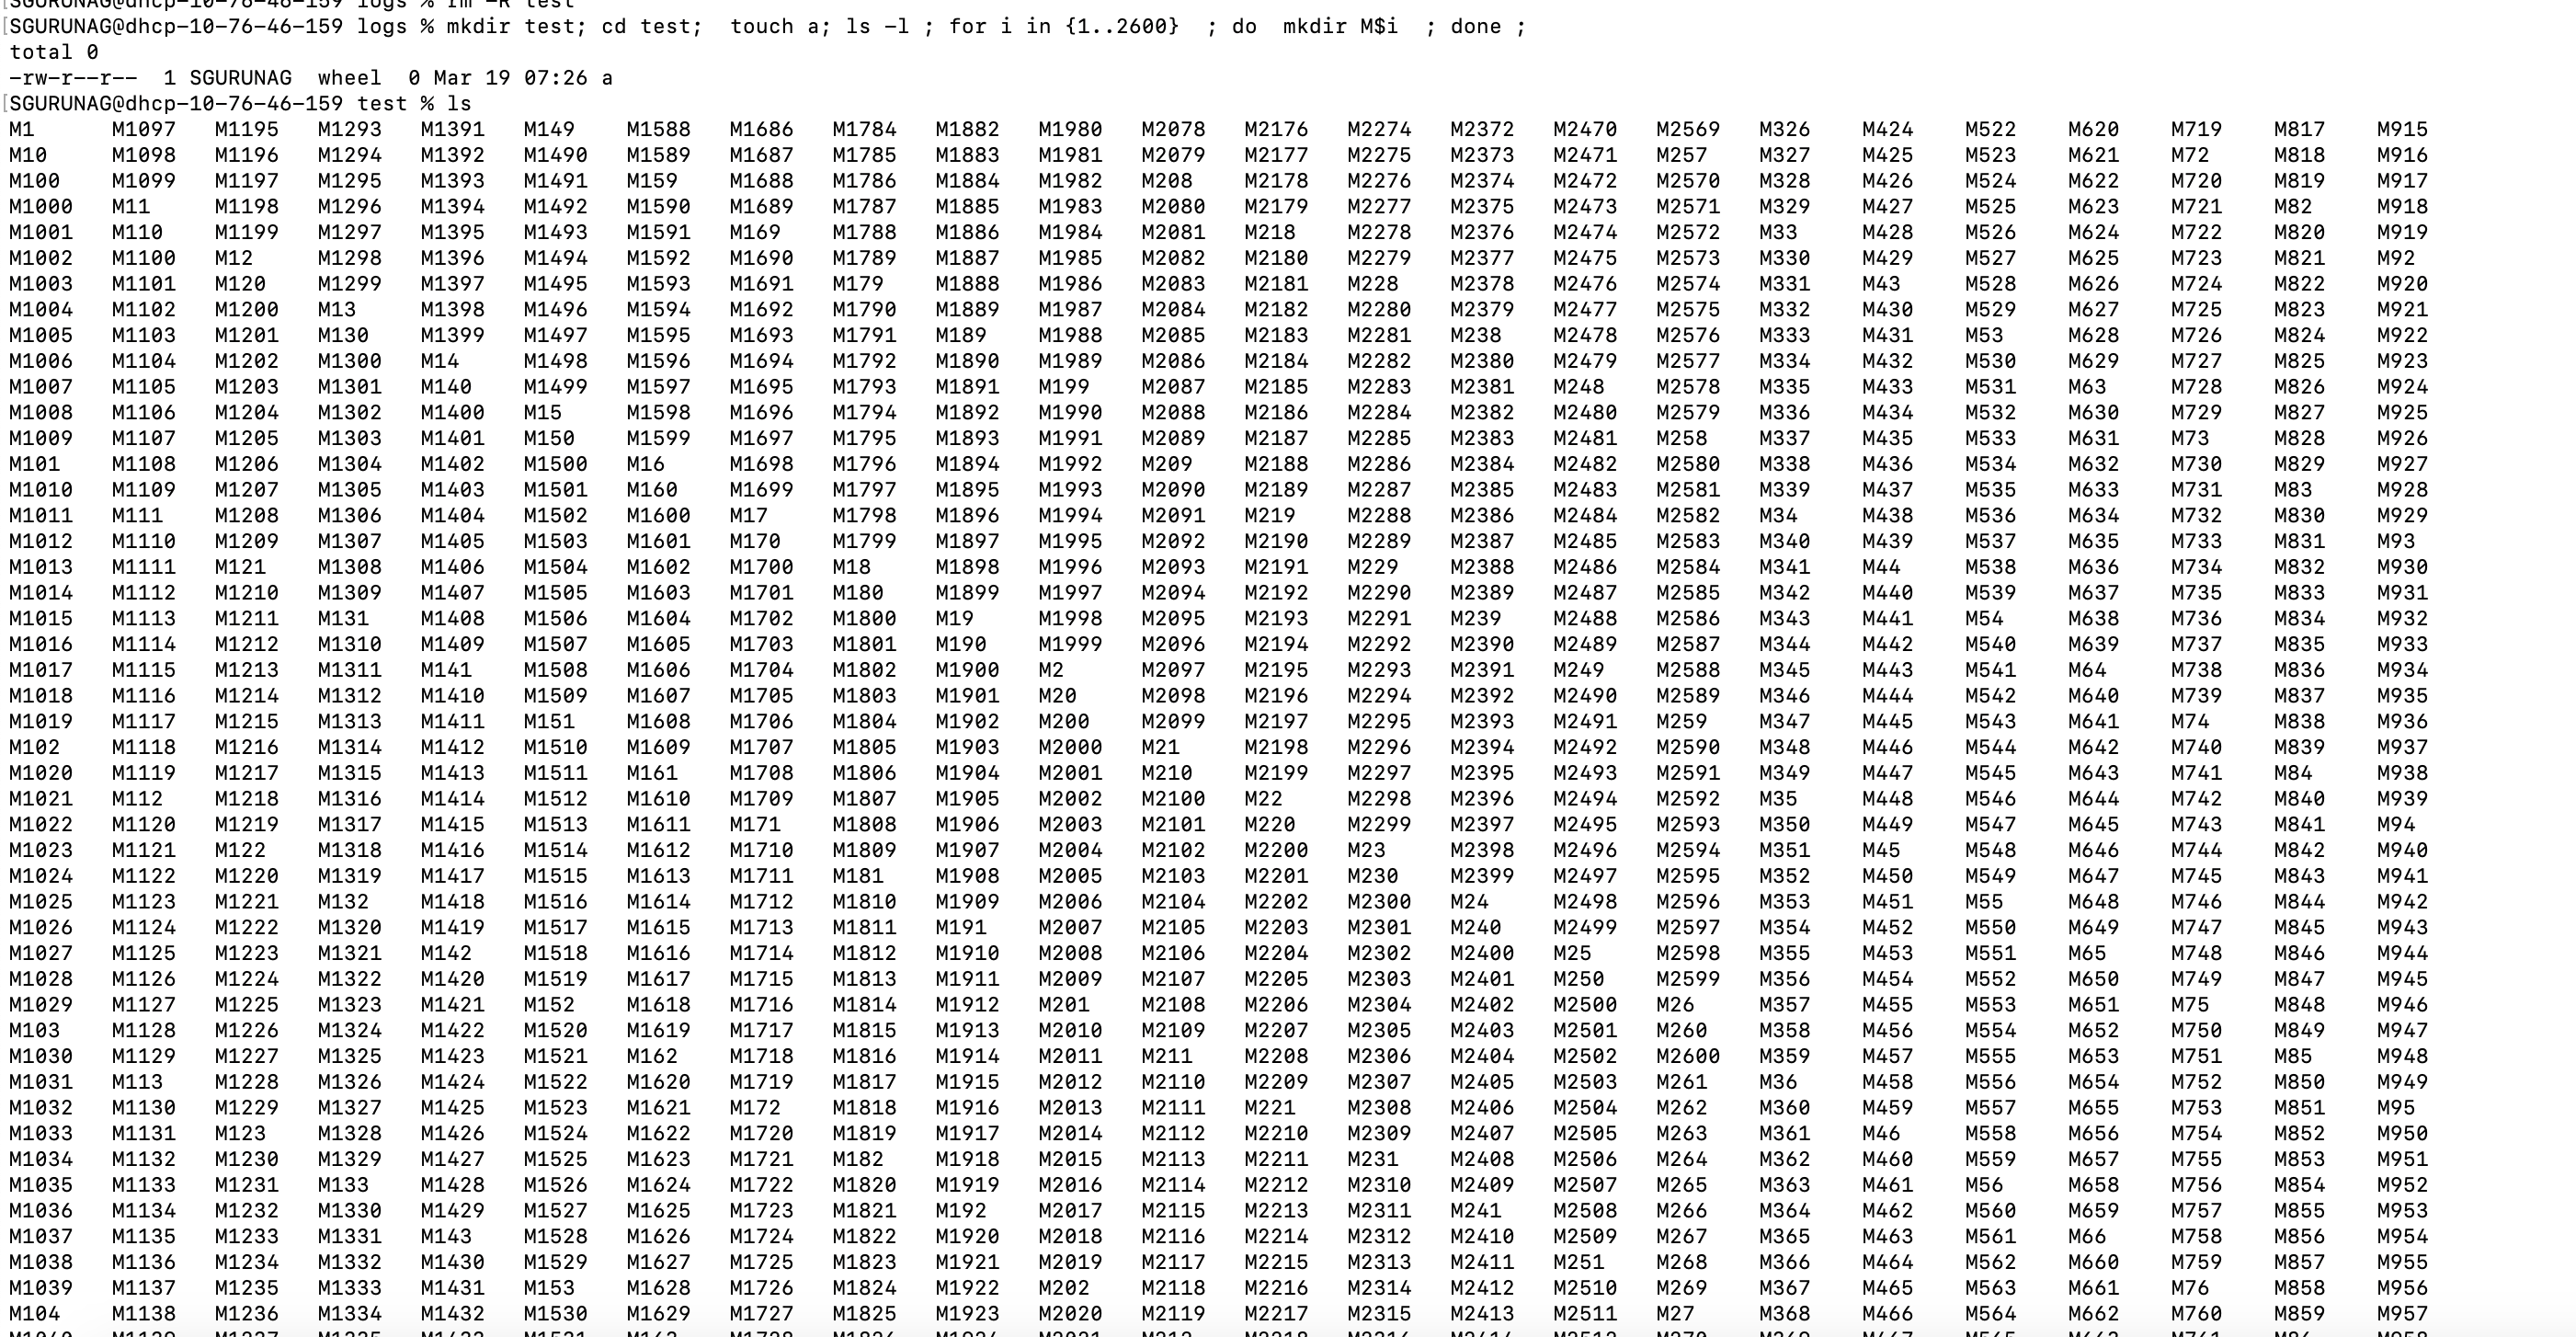 SGURUNAG@dhcp-10-76-46-159 logs % rm -R test
[SGURUNAG@dhcp-10-76-46-159 logs % mkdir test; cd test;  touch a; ls -l ; for i in {1..2600}  ; do  mkdir M$i  ; done ;
total 0
-rw-r--r--  1 SGURUNAG  wheel  0 Mar 19 07:26 a
[SGURUNAG@dhcp-10-76-46-159 test % ls
M1 M1097 M1195 M1293 M1391 M149 M1588 M1686 M1784 M1882 M1980 M2078 M2176 M2274 M2372 M2470 M2569 M326 M424 M522 M620 M719 M817 M915
M10 M1098 M1196 M1294 M1392 M1490 M1589 M1687 M1785 M1883 M1981 M2079 M2177 M2275 M2373 M2471 M257 M327 M425 M523 M621 M72 M818 M916
M100 M1099 M1197 M1295 M1393 M1491 M159 M1688 M1786 M1884 M1982 M208 M2178 M2276 M2374 M2472 M2570 M328 M426 M524 M622 M720 M819 M917
M1000 M11 M1198 M1296 M1394 M1492 M1590 M1689 M1787 M1885 M1983 M2080 M2179 M2277 M2375 M2473 M2571 M329 M427 M525 M623 M721 M82 M918
M1001 M110 M1199 M1297 M1395 M1493 M1591 M169 M1788 M1886 M1984 M2081 M218 M2278 M2376 M2474 M2572 M33 M428 M526 M624 M722 M820 M919
M1002 M1100 M12 M1298 M1396 M1494 M1592 M1690 M1789 M1887 M1985 M2082 M2180 M2279 M2377 M2475 M2573 M330 M429 M527 M625 M723 M821 M92
M1003 M1101 M120 M1299 M1397 M1495 M1593 M1691 M179 M1888 M1986 M2083 M2181 M228 M2378 M2476 M2574 M331 M43 M528 M626 M724 M822 M920
M1004 M1102 M1200 M13 M1398 M1496 M1594 M1692 M1790 M1889 M1987 M2084 M2182 M2280 M2379 M2477 M2575 M332 M430 M529 M627 M725 M823 M921
M1005 M1103 M1201 M130 M1399 M1497 M1595 M1693 M1791 M189 M1988 M2085 M2183 M2281 M238 M2478 M2576 M333 M431 M53 M628 M726 M824 M922
M1006 M1104 M1202 M1300 M14 M1498 M1596 M1694 M1792 M1890 M1989 M2086 M2184 M2282 M2380 M2479 M2577 M334 M432 M530 M629 M727 M825 M923
M1007 M1105 M1203 M1301 M140 M1499 M1597 M1695 M1793 M1891 M199 M2087 M2185 M2283 M2381 M248 M2578 M335 M433 M531 M63 M728 M826 M924
M1008 M1106 M1204 M1302 M1400 M15 M1598 M1696 M1794 M1892 M1990 M2088 M2186 M2284 M2382 M2480 M2579 M336 M434 M532 M630 M729 M827 M925
M1009 M1107 M1205 M1303 M1401 M150 M1599 M1697 M1795 M1893 M1991 M2089 M2187 M2285 M2383 M2481 M258 M337 M435 M533 M631 M73 M828 M926
M101 M1108 M1206 M1304 M1402 M1500 M16 M1698 M1796 M1894 M1992 M209 M2188 M2286 M2384 M2482 M2580 M338 M436 M534 M632 M730 M829 M927
M1010 M1109 M1207 M1305 M1403 M1501 M160 M1699 M1797 M1895 M1993 M2090 M2189 M2287 M2385 M2483 M2581 M339 M437 M535 M633 M731 M83 M928
M1011 M111 M1208 M1306 M1404 M1502 M1600 M17 M1798 M1896 M1994 M2091 M219 M2288 M2386 M2484 M2582 M34 M438 M536 M634 M732 M830 M929
M1012 M1110 M1209 M1307 M1405 M1503 M1601 M170 M1799 M1897 M1995 M2092 M2190 M2289 M2387 M2485 M2583 M340 M439 M537 M635 M733 M831 M93
M1013 M1111 M121 M1308 M1406 M1504 M1602 M1700 M18 M1898 M1996 M2093 M2191 M229 M2388 M2486 M2584 M341 M44 M538 M636 M734 M832 M930
M1014 M1112 M1210 M1309 M1407 M1505 M1603 M1701 M180 M1899 M1997 M2094 M2192 M2290 M2389 M2487 M2585 M342 M440 M539 M637 M735 M833 M931
M1015 M1113 M1211 M131 M1408 M1506 M1604 M1702 M1800 M19 M1998 M2095 M2193 M2291 M239 M2488 M2586 M343 M441 M54 M638 M736 M834 M932
M1016 M1114 M1212 M1310 M1409 M1507 M1605 M1703 M1801 M190 M1999 M2096 M2194 M2292 M2390 M2489 M2587 M344 M442 M540 M639 M737 M835 M933
M1017 M1115 M1213 M1311 M141 M1508 M1606 M1704 M1802 M1900 M2 M2097 M2195 M2293 M2391 M249 M2588 M345 M443 M541 M64 M738 M836 M934
M1018 M1116 M1214 M1312 M1410 M1509 M1607 M1705 M1803 M1901 M20 M2098 M2196 M2294 M2392 M2490 M2589 M346 M444 M542 M640 M739 M837 M935
M1019 M1117 M1215 M1313 M1411 M151 M1608 M1706 M1804 M1902 M200 M2099 M2197 M2295 M2393 M2491 M259 M347 M445 M543 M641 M74 M838 M936
M102 M1118 M1216 M1314 M1412 M1510 M1609 M1707 M1805 M1903 M2000 M21 M2198 M2296 M2394 M2492 M2590 M348 M446 M544 M642 M740 M839 M937
M1020 M1119 M1217 M1315 M1413 M1511 M161 M1708 M1806 M1904 M2001 M210 M2199 M2297 M2395 M2493 M2591 M349 M447 M545 M643 M741 M84 M938
M1021 M112 M1218 M1316 M1414 M1512 M1610 M1709 M1807 M1905 M2002 M2100 M22 M2298 M2396 M2494 M2592 M35 M448 M546 M644 M742 M840 M939
M1022 M1120 M1219 M1317 M1415 M1513 M1611 M171 M1808 M1906 M2003 M2101 M220 M2299 M2397 M2495 M2593 M350 M449 M547 M645 M743 M841 M94
M1023 M1121 M122 M1318 M1416 M1514 M1612 M1710 M1809 M1907 M2004 M2102 M2200 M23 M2398 M2496 M2594 M351 M45 M548 M646 M744 M842 M940
M1024 M1122 M1220 M1319 M1417 M1515 M1613 M1711 M181 M1908 M2005 M2103 M2201 M230 M2399 M2497 M2595 M352 M450 M549 M647 M745 M843 M941
M1025 M1123 M1221 M132 M1418 M1516 M1614 M1712 M1810 M1909 M2006 M2104 M2202 M2300 M24 M2498 M2596 M353 M451 M55 M648 M746 M844 M942
M1026 M1124 M1222 M1320 M1419 M1517 M1615 M1713 M1811 M191 M2007 M2105 M2203 M2301 M240 M2499 M2597 M354 M452 M550 M649 M747 M845 M943
M1027 M1125 M1223 M1321 M142 M1518 M1616 M1714 M1812 M1910 M2008 M2106 M2204 M2302 M2400 M25 M2598 M355 M453 M551 M65 M748 M846 M944
M1028 M1126 M1224 M1322 M1420 M1519 M1617 M1715 M1813 M1911 M2009 M2107 M2205 M2303 M2401 M250 M2599 M356 M454 M552 M650 M749 M847 M945
M1029 M1127 M1225 M1323 M1421 M152 M1618 M1716 M1814 M1912 M201 M2108 M2206 M2304 M2402 M2500 M26 M357 M455 M553 M651 M75 M848 M946
M103 M1128 M1226 M1324 M1422 M1520 M1619 M1717 M1815 M1913 M2010 M2109 M2207 M2305 M2403 M2501 M260 M358 M456 M554 M652 M750 M849 M947
M1030 M1129 M1227 M1325 M1423 M1521 M162 M1718 M1816 M1914 M2011 M211 M2208 M2306 M2404 M2502 M2600 M359 M457 M555 M653 M751 M85 M948
M1031 M113 M1228 M1326 M1424 M1522 M1620 M1719 M1817 M1915 M2012 M2110 M2209 M2307 M2405 M2503 M261 M36 M458 M556 M654 M752 M850 M949
M1032 M1130 M1229 M1327 M1425 M1523 M1621 M172 M1818 M1916 M2013 M2111 M221 M2308 M2406 M2504 M262 M360 M459 M557 M655 M753 M851 M95
M1033 M1131 M123 M1328 M1426 M1524 M1622 M1720 M1819 M1917 M2014 M2112 M2210 M2309 M2407 M2505 M263 M361 M46 M558 M656 M754 M852 M950
M1034 M1132 M1230 M1329 M1427 M1525 M1623 M1721 M182 M1918 M2015 M2113 M2211 M231 M2408 M2506 M264 M362 M460 M559 M657 M755 M853 M951
M1035 M1133 M1231 M133 M1428 M1526 M1624 M1722 M1820 M1919 M2016 M2114 M2212 M2310 M2409 M2507 M265 M363 M461 M56 M658 M756 M854 M952
M1036 M1134 M1232 M1330 M1429 M1527 M1625 M1723 M1821 M192 M2017 M2115 M2213 M2311 M241 M2508 M266 M364 M462 M560 M659 M757 M855 M953
M1037 M1135 M1233 M1331 M143 M1528 M1626 M1724 M1822 M1920 M2018 M2116 M2214 M2312 M2410 M2509 M267 M365 M463 M561 M66 M758 M856 M954
M1038 M1136 M1234 M1332 M1430 M1529 M1627 M1725 M1823 M1921 M2019 M2117 M2215 M2313 M2411 M251 M268 M366 M464 M562 M660 M759 M857 M955
M1039 M1137 M1235 M1333 M1431 M153 M1628 M1726 M1824 M1922 M202 M2118 M2216 M2314 M2412 M2510 M269 M367 M465 M563 M661 M76 M858 M956
M104 M1138 M1236 M1334 M1432 M1530 M1629 M1727 M1825 M1923 M2020 M2119 M2217 M2315 M2413 M2511 M27 M368 M466 M564 M662 M760 M859 M957